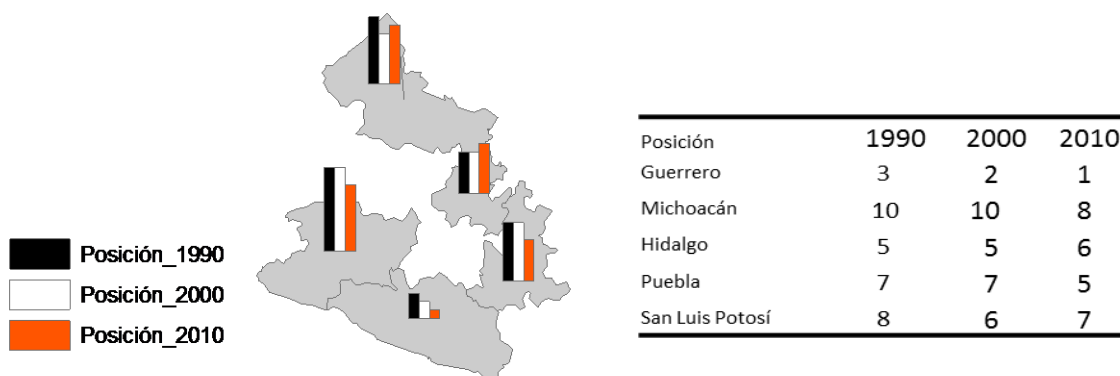 Posición_1990
Posición_2000
Posición_2010
Posición 1990 2000 2010
Guerrero 3 2 1
Michoacán 10 10 8
Hidalgo 5 5 6
Puebla 7 7 5
San Luis Potosí 8 6 7